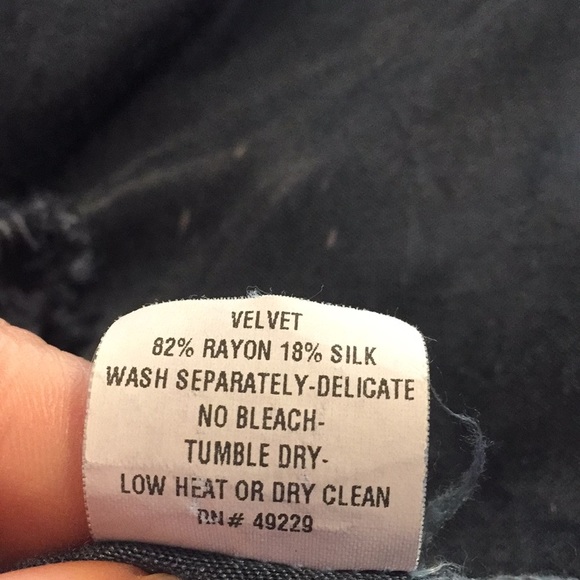 VELVET
82% RAYON 18% SILK
WASH SEPARATELY-DELICATE
NO BLEACH-
TUMBLE DRY-
LOW HEAT OR DRY CLEAN
RN# 49229